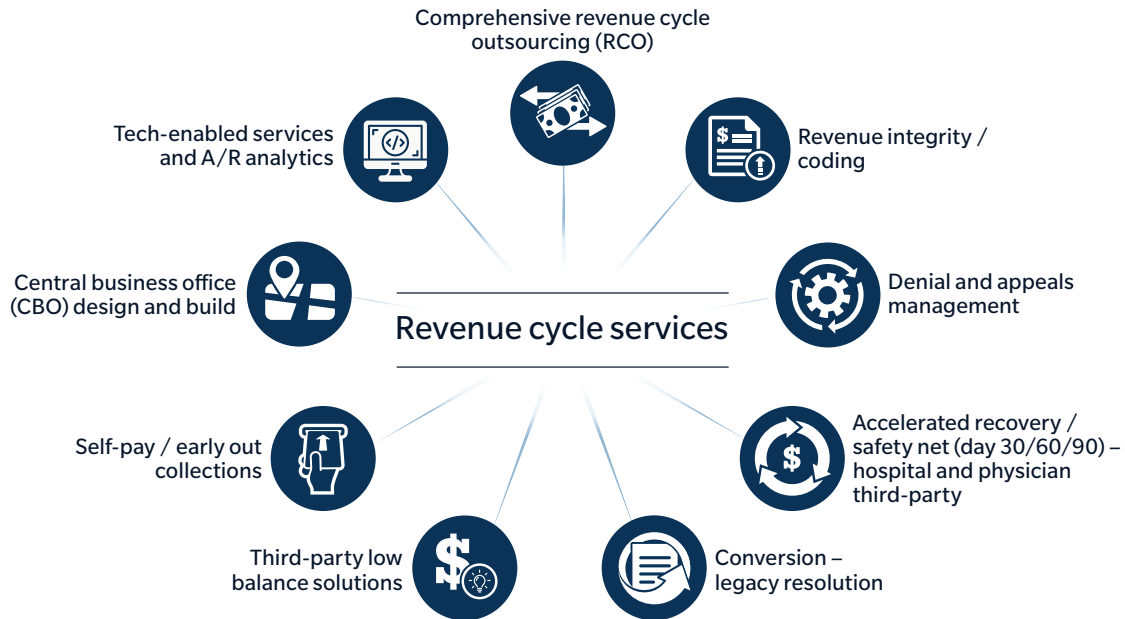 Comprehensive revenue cycle
outsourcing (RCO)
Tech-enabled services
and A/R analytics
</>
$
Revenue integrity /
coding
Central business office
(CBO) design and build
Denial and appeals
management
Revenue cycle services
Self-pay / early out
collections
$
Accelerated recovery /
safety net (day 30/60/90) –
hospital and physician
third-party
Third-party low
balance solutions
$
Conversion –
legacy resolution